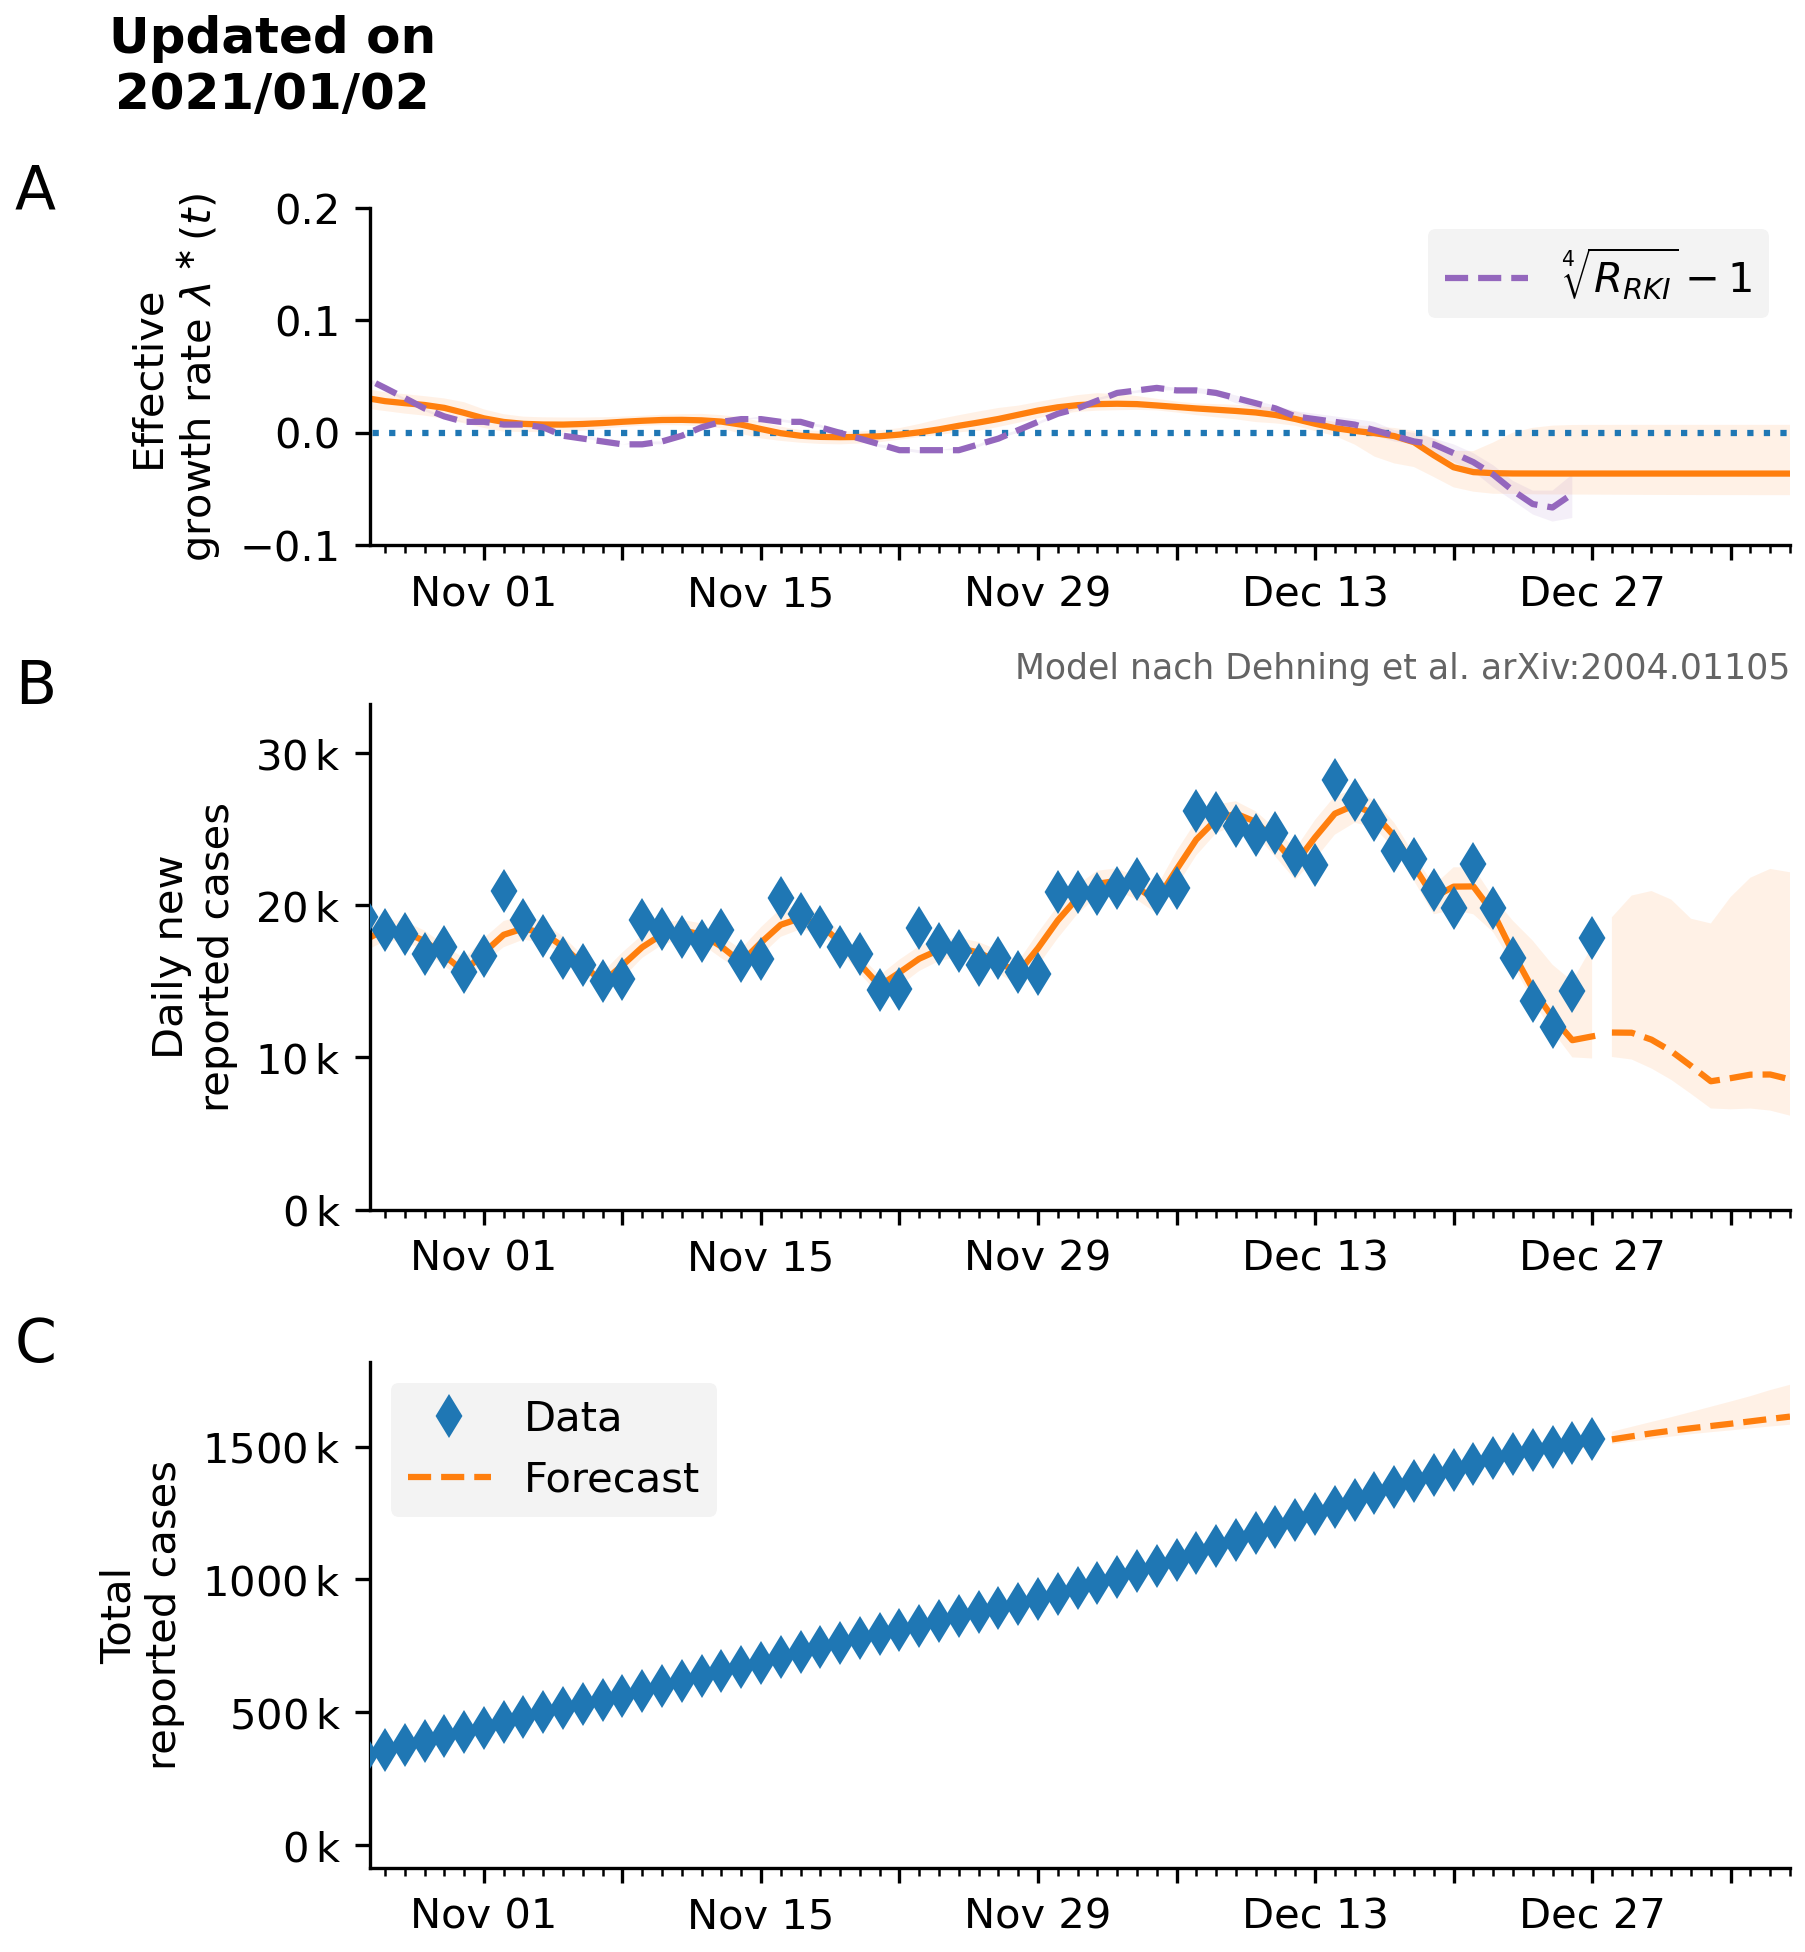 Updated on
2021/01/02
A
Effective
growth rate λ * (t)
0.2
0.1
0.0
−0.1
∜R_RKI − 1
Nov 01
Nov 15
Nov 29
Dec 13
Dec 27
Model nach Dehning et al. arXiv:2004.01105
B
Daily new
reported cases
30 k
20 k
10 k
0 k
Nov 01
Nov 15
Nov 29
Dec 13
Dec 27
C
Total
reported cases
1500 k
1000 k
500 k
0 k
Data
Forecast
Nov 01
Nov 15
Nov 29
Dec 13
Dec 27